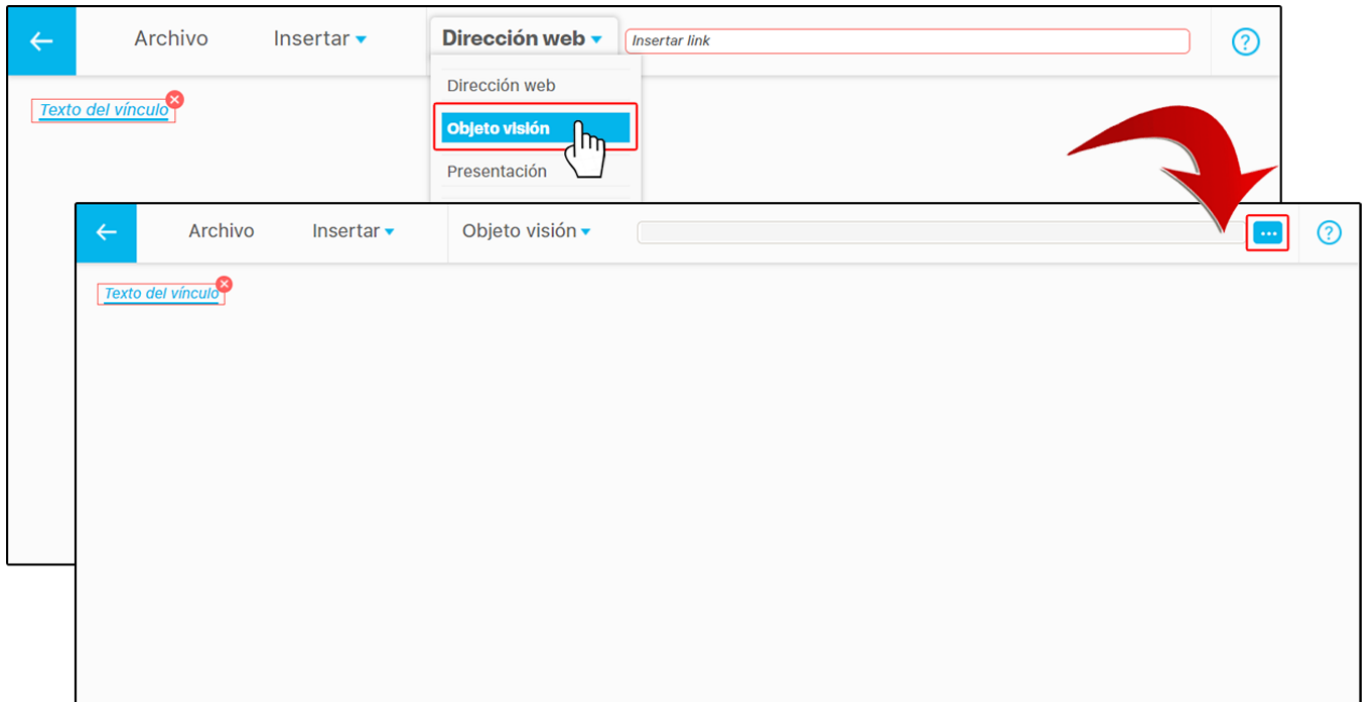 Archivo Insertar Dirección web Insertar link ?
Dirección web
Texto del vínculo
Objeto visión
Presentación
Archivo Insertar Objeto visión ... ?
Texto del vínculo